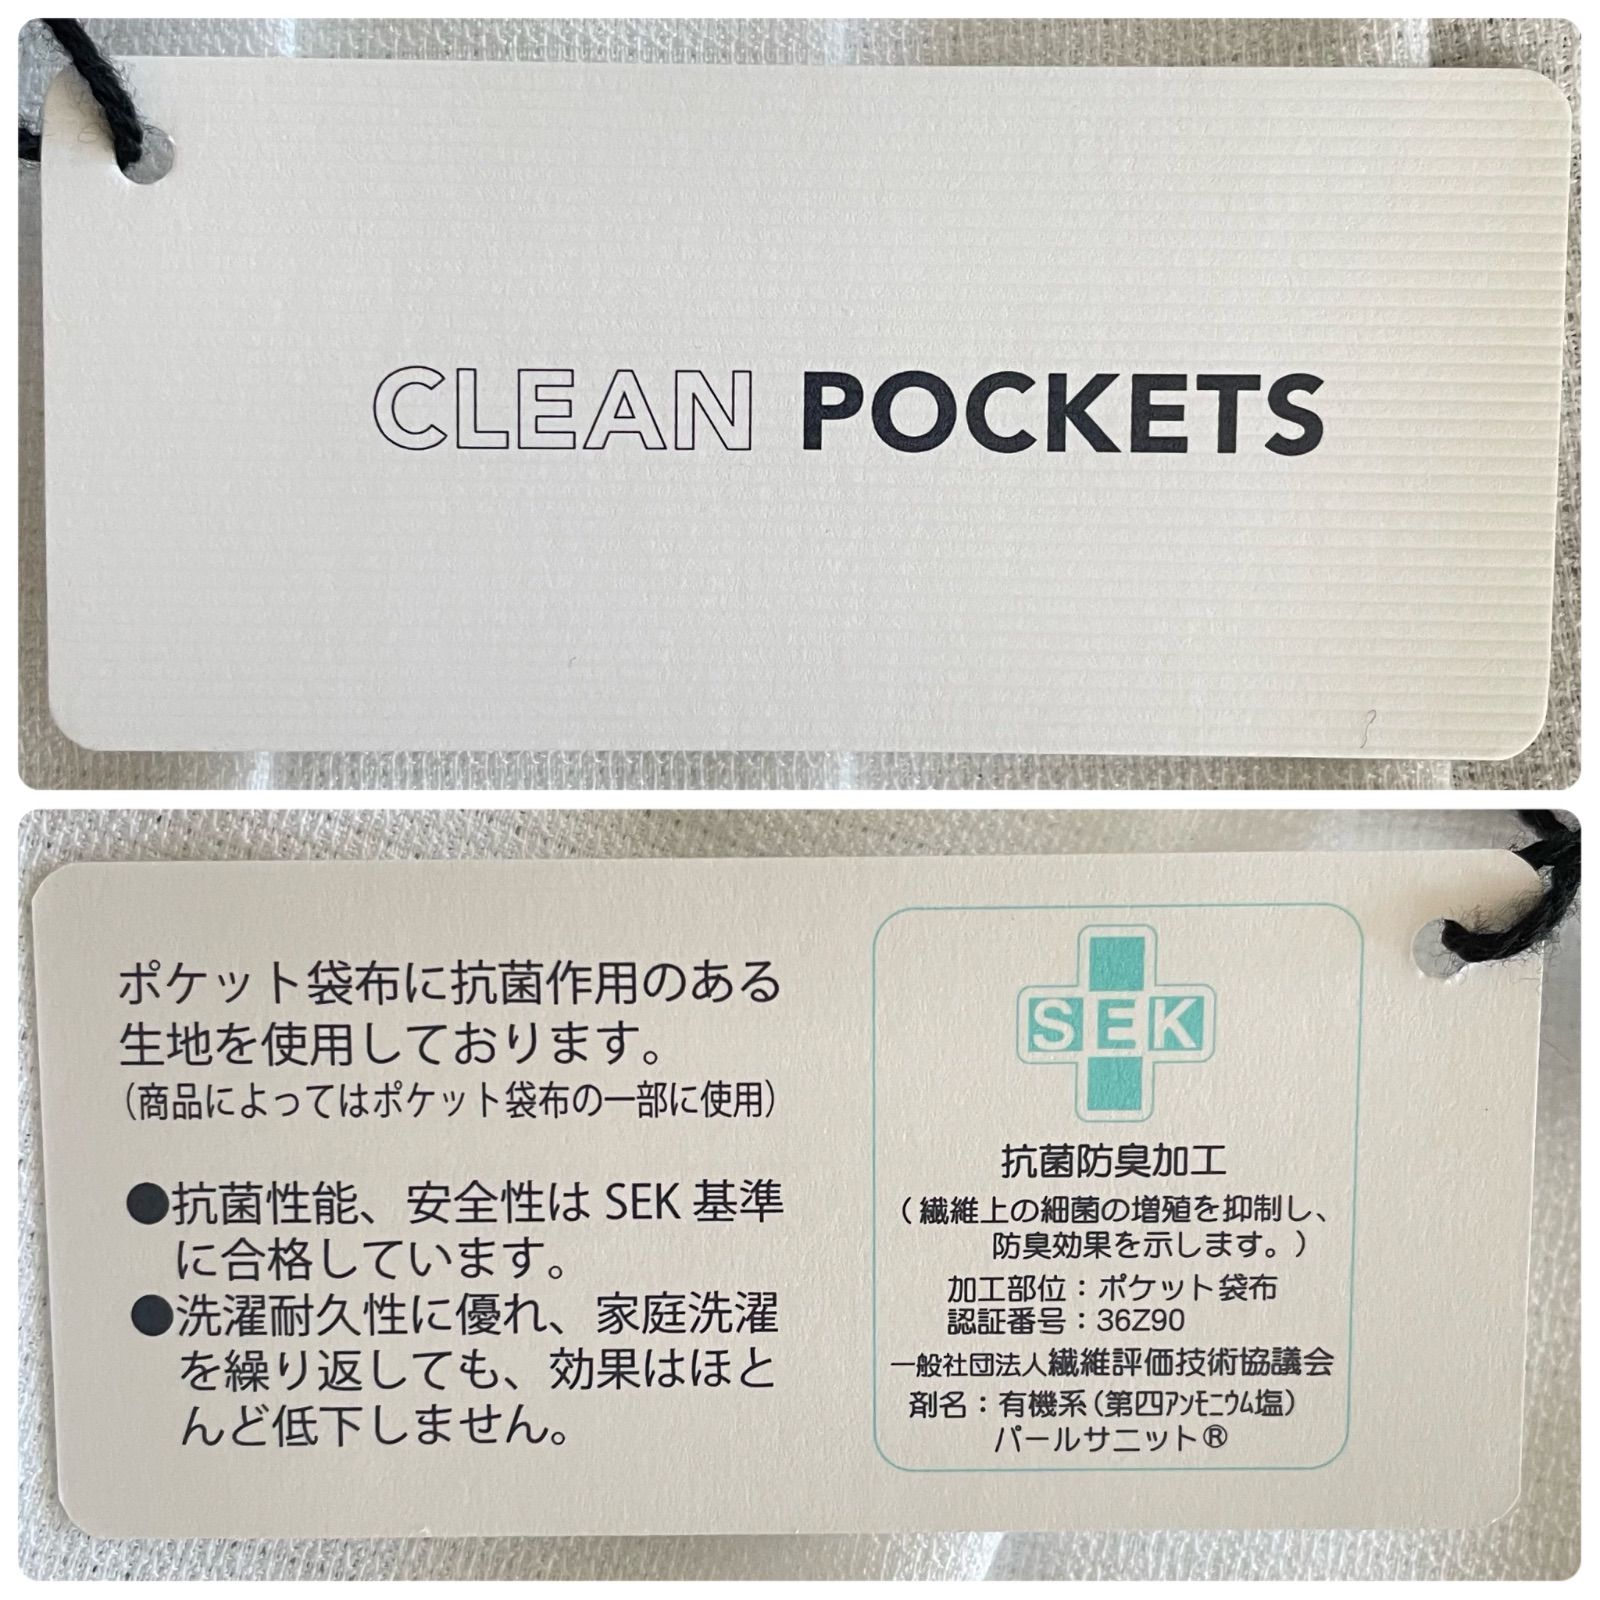 CLEAN POCKETS
ポケット袋布に抗菌作用のある
生地を使用しております。
(商品によってはポケット袋布の一部に使用)
●抗菌性能、安全性は SEK 基準
に合格しています。
●洗濯耐久性に優れ、家庭洗濯
を繰り返しても、効果はほと
んど低下しません。
SEK
抗菌防臭加工
(繊維上の細菌の増殖を抑制し、
防臭効果を示します。)
加工部位：ポケット袋布
認証番号：36Z90
一般社団法人繊維評価技術協議会
剤名：有機系(第四ｱﾝﾓﾆｳﾑ塩)
パールサニット®